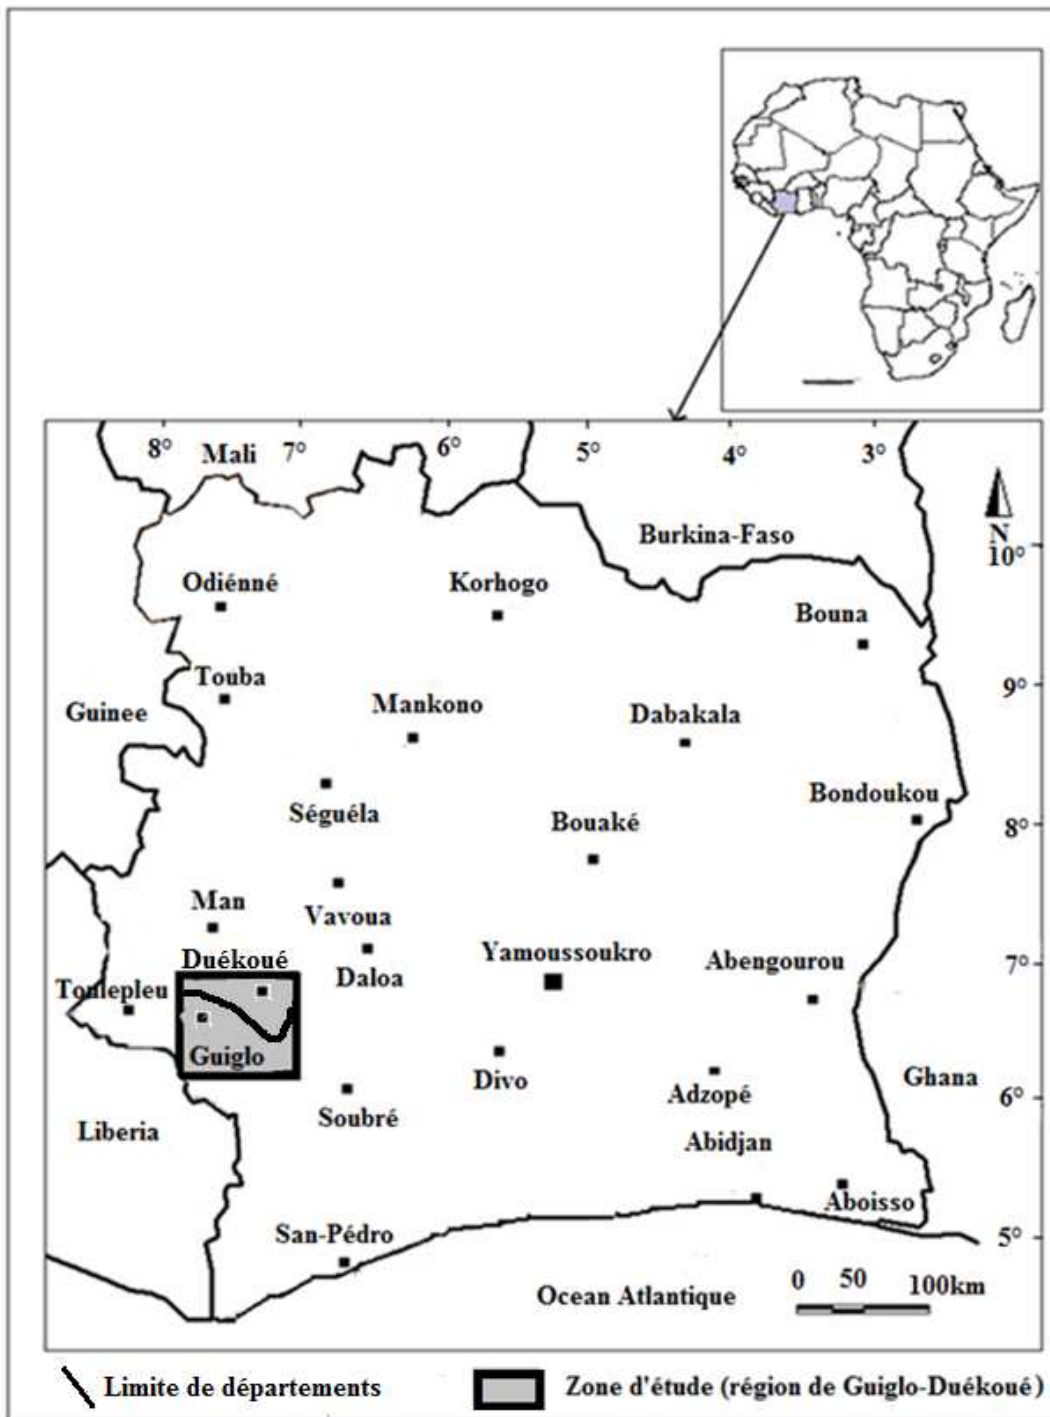 8° 7° 6° 5° 4° 3°
Mali
N
Burkina-Faso
10°
Odiénné
Korhogo
Bouna
Touba
9°
Guinee
Mankono
Dabakala
Séguéla
Bondoukou
Bouaké
8°
Man
Vavoua
Duékoué
Yamoussokro
Abengourou
7°
Toulepleu
Daloa
Guiglo
Divo
Adzopé
Ghana
6°
Soubré
Liberia
Abidjan
Aboisso
San-Pédro
5°
0 50 100km
Ocean Atlantique
Limite de départements
Zone d'étude (région de Guiglo-Duékoué)